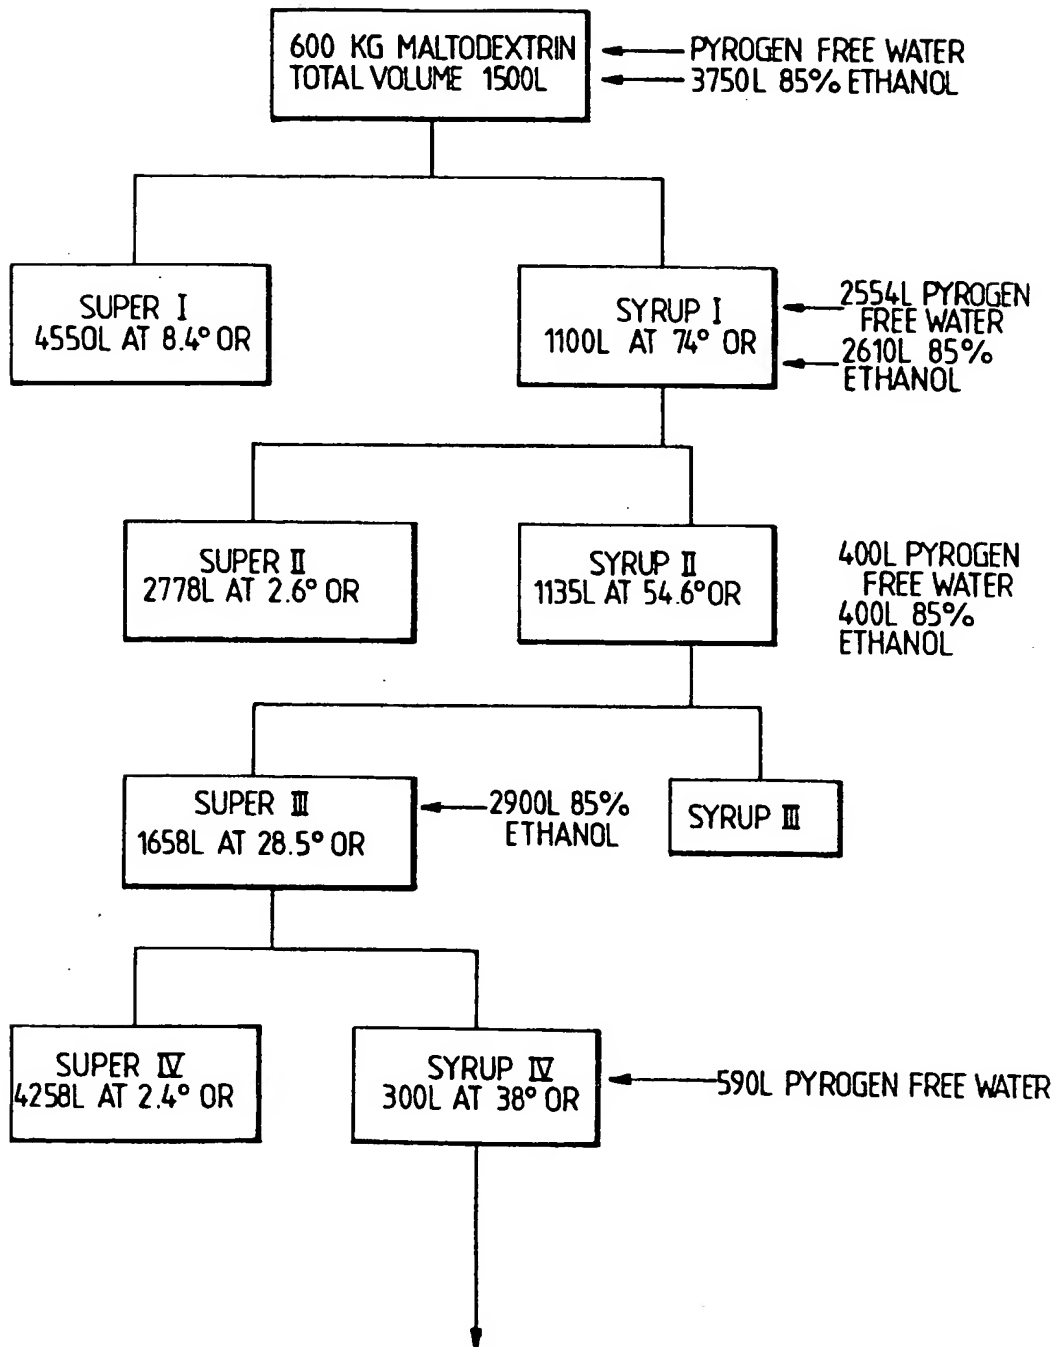 600 KG MALTODEXTRIN
TOTAL VOLUME 1500L
PYROGEN FREE WATER
3750L 85% ETHANOL
SUPER I
4550L AT 8.4° OR
SYRUP I
1100L AT 74° OR
2554L PYROGEN
FREE WATER
2610L 85%
ETHANOL
SUPER II
2778L AT 2.6° OR
SYRUP II
1135L AT 54.6° OR
400L PYROGEN
FREE WATER
400L 85%
ETHANOL
SUPER III
1658L AT 28.5° OR
2900L 85%
ETHANOL
SYRUP III
SUPER IV
4258L AT 2.4° OR
SYRUP IV
300L AT 38° OR
590L PYROGEN FREE WATER